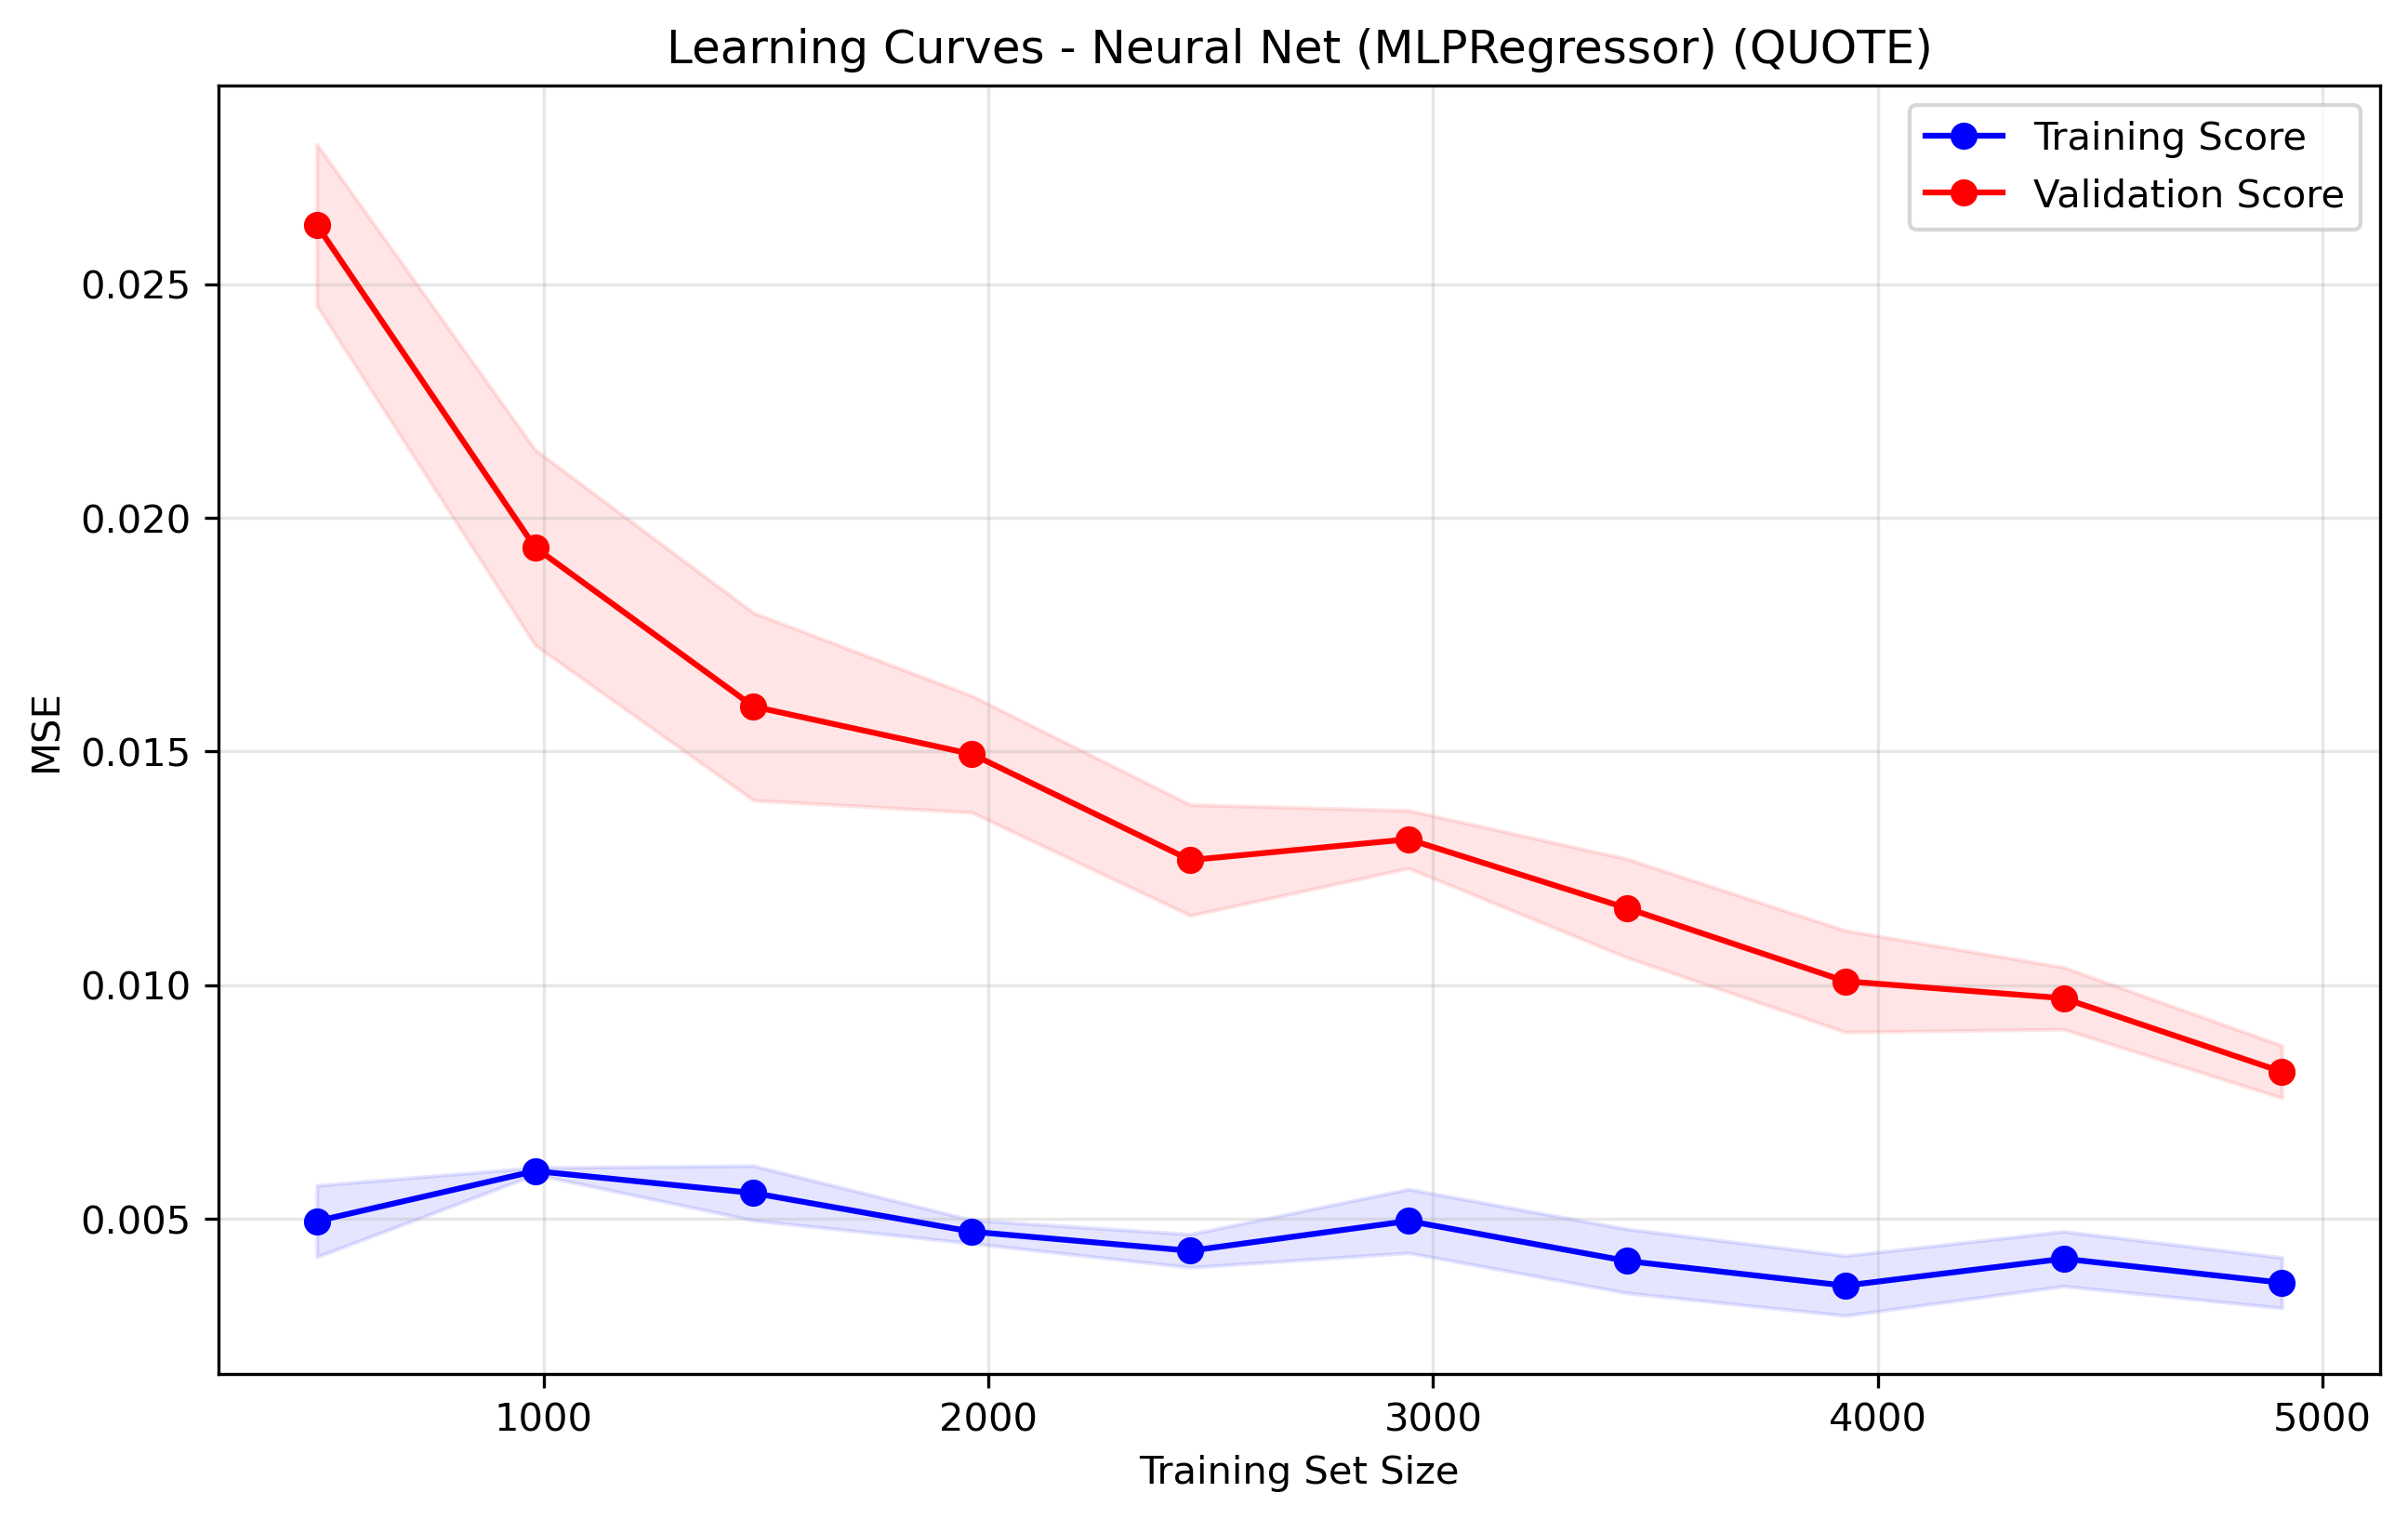 Learning Curves - Neural Net (MLPRegressor) (QUOTE)
Training Score
Validation Score
MSE
0.025
0.020
0.015
0.010
0.005
1000
2000
3000
4000
5000
Training Set Size